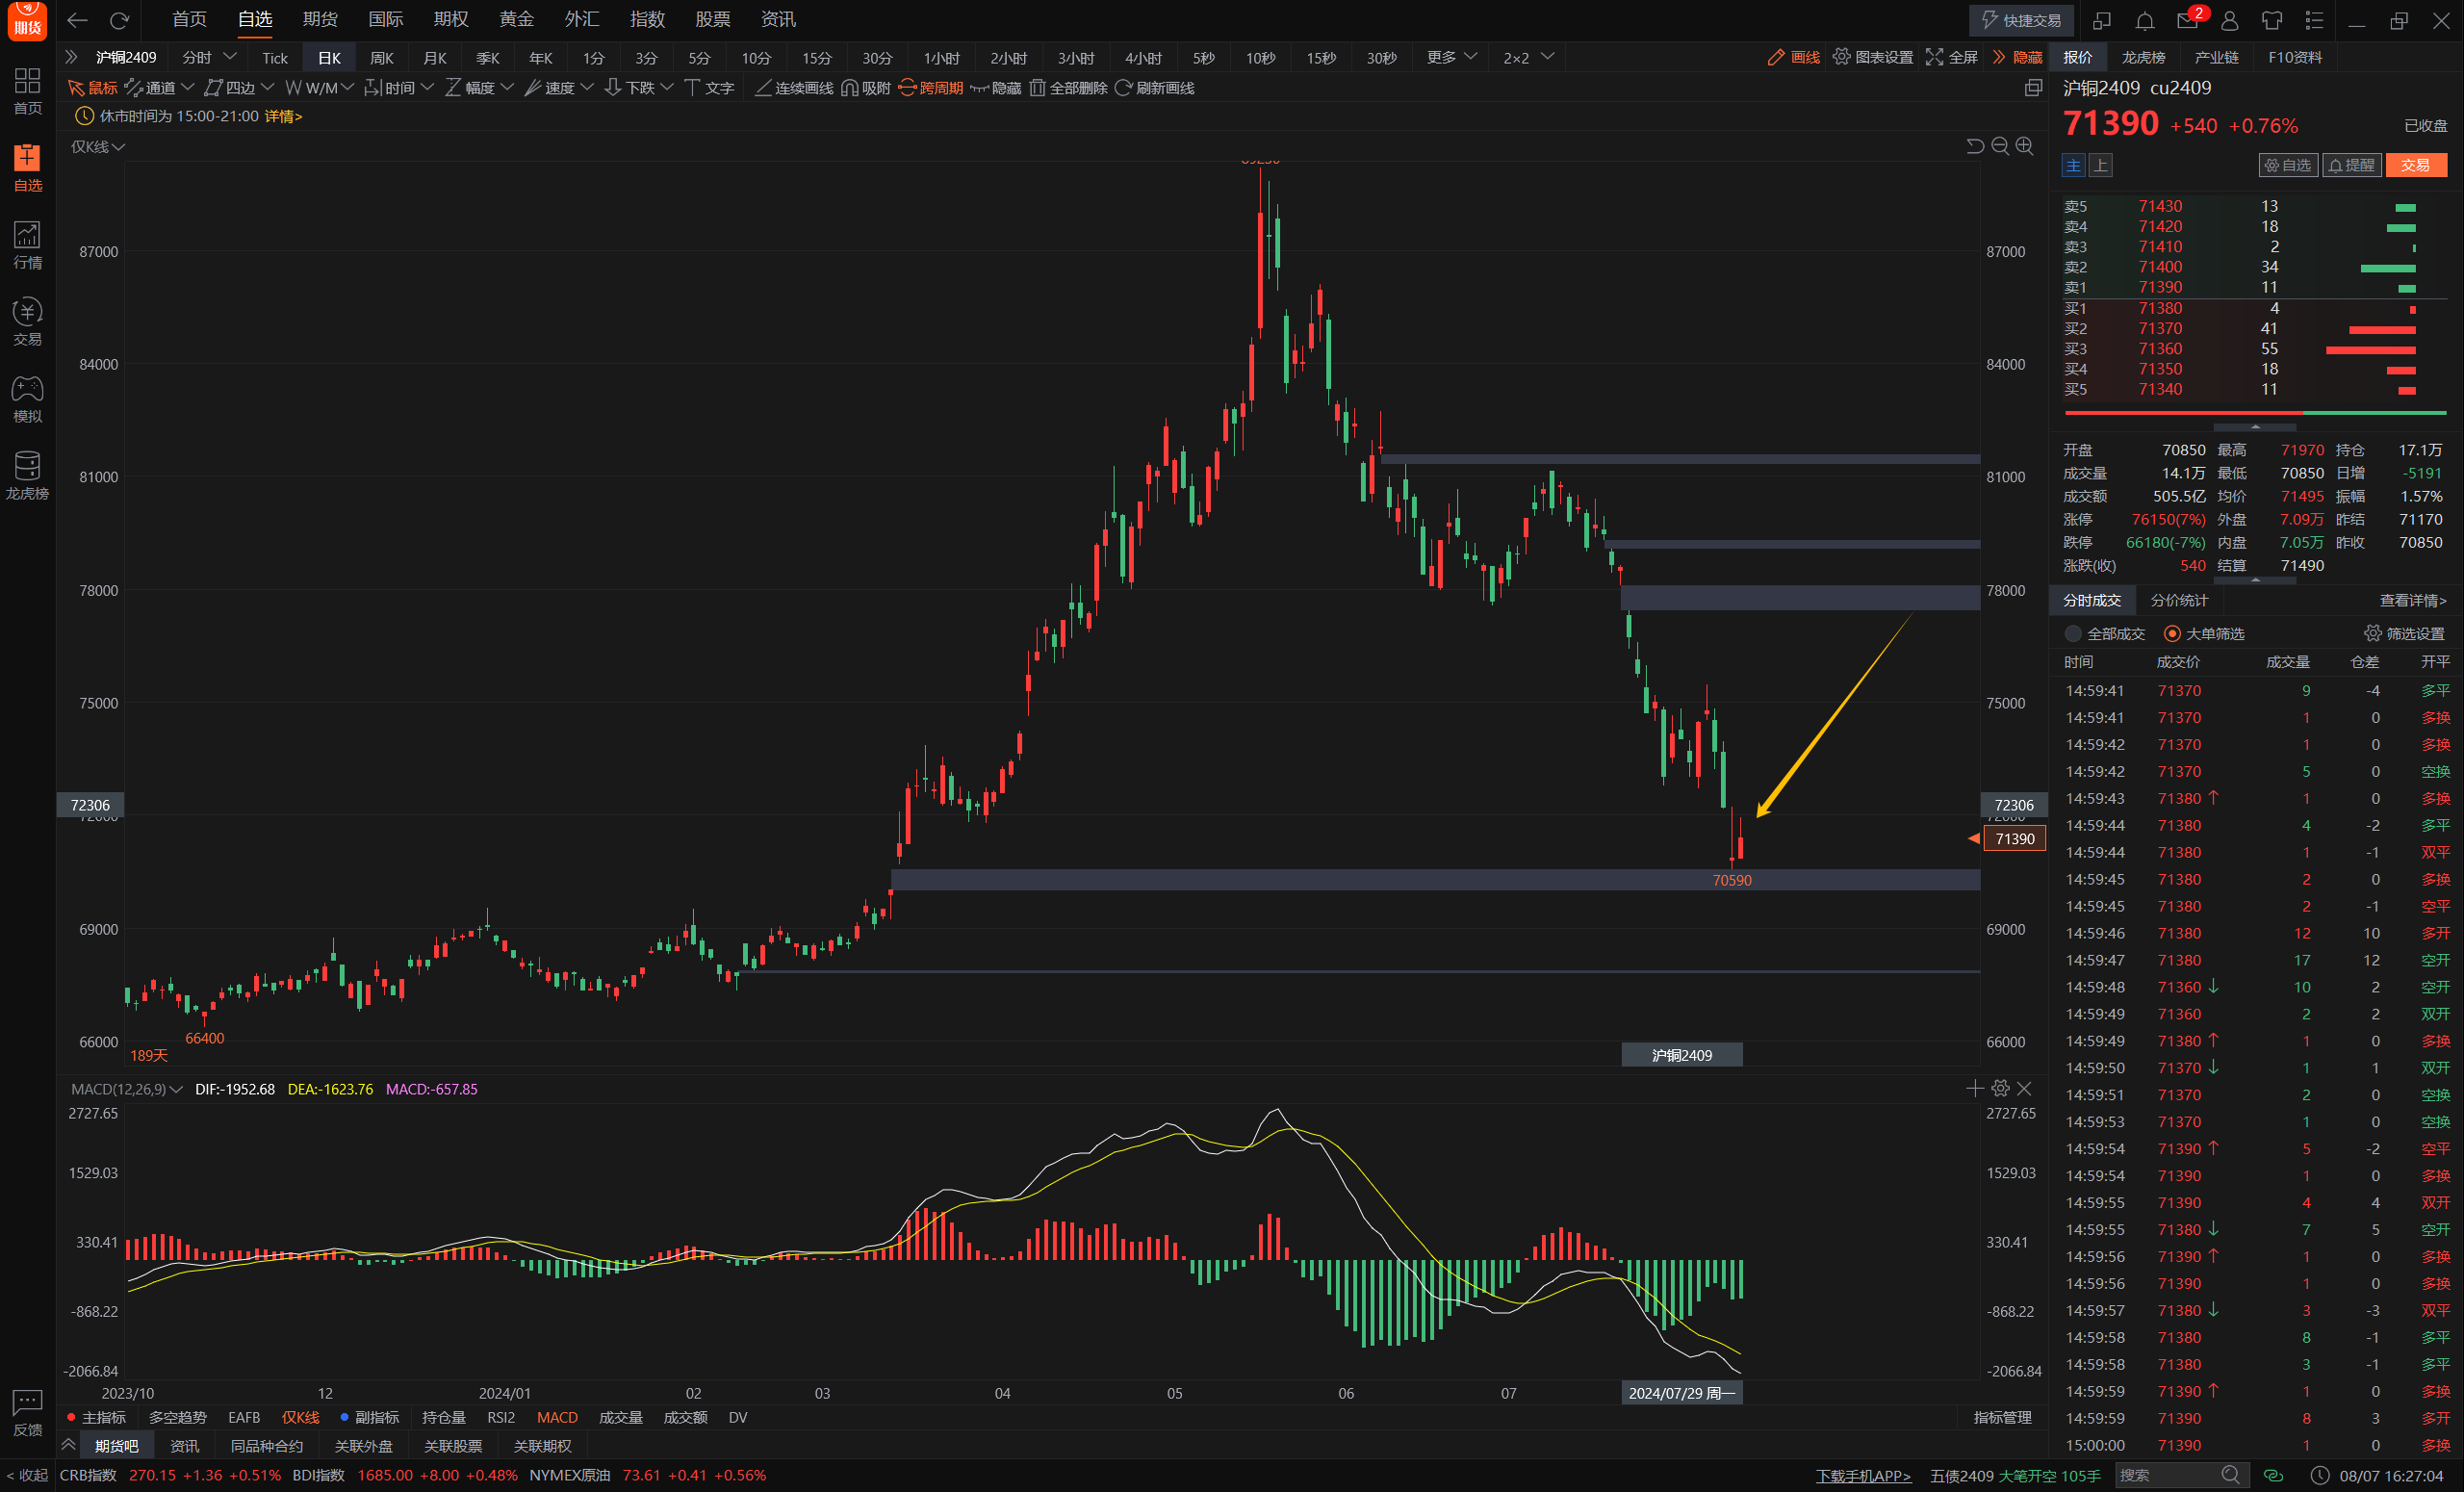 期货
首页 自选 期货 国际 期权 黄金 外汇 指数 股票 资讯 快捷交易 2
沪铜2409 分时 Tick 日K 周K 月K 季K 年K 1分 3分 5分 10分 15分 30分 1小时 2小时 3小时 4小时 5秒 10秒 15秒 30秒 更多 2×2 画线 图表设置 全屏 隐藏
报价 龙虎榜 产业链 F10资料
鼠标 通道 四边 W/M 时间 幅度 速度 下跌 文字 连续画线 吸附 跨周期 隐藏 全部删除 刷新画线
休市时间为 15:00-21:00 详情>
仅K线
首页
自选
行情
交易
模拟
龙虎榜
反馈
87000 87000
84000 84000
81000 81000
78000 78000
75000 75000
72306 72306
71390
70590
69000 69000
66000 66000
66400
189天
沪铜2409
MACD(12,26,9) DIF:-1952.68 DEA:-1623.76 MACD:-657.85
2727.65 2727.65
1529.03 1529.03
330.41 330.41
-868.22 -868.22
-2066.84 -2066.84
2023/10 12 2024/01 02 03 04 05 06 07 2024/07/29 周一
主指标 多空趋势 EAFB 仅K线 副指标 持仓量 RSI2 MACD 成交量 成交额 DV 指标管理
期货吧 资讯 同品种合约 关联外盘 关联股票 关联期权
沪铜2409 cu2409
71390 +540 +0.76% 已收盘
主 上 自选 提醒 交易
卖5 71430 13
卖4 71420 18
卖3 71410 2
卖2 71400 34
卖1 71390 11
买1 71380 4
买2 71370 41
买3 71360 55
买4 71350 18
买5 71340 11
开盘 70850 最高 71970 持仓 17.1万
成交量 14.1万 最低 70850 日增 -5191
成交额 505.5亿 均价 71495 振幅 1.57%
涨停 76150(7%) 外盘 7.09万 昨结 71170
跌停 66180(-7%) 内盘 7.05万 昨收 70850
涨跌(收) 540 结算 71490
分时成交 分价统计 查看详情>
全部成交 大单筛选 筛选设置
时间 成交价 成交量 仓差 开平
14:59:41 71370 9 -4 多平
14:59:41 71370 1 0 多换
14:59:42 71370 1 0 多换
14:59:42 71370 5 0 空换
14:59:43 71380 ↑ 1 0 多换
14:59:44 71380 4 -2 多平
14:59:44 71380 1 -1 双平
14:59:45 71380 2 0 多换
14:59:45 71380 2 -1 空平
14:59:46 71380 12 10 多开
14:59:47 71380 17 12 空开
14:59:48 71360 ↓ 10 2 空开
14:59:49 71360 2 2 双开
14:59:49 71380 ↑ 1 0 多换
14:59:50 71370 ↓ 1 1 双开
14:59:51 71370 2 0 空换
14:59:53 71370 1 0 空换
14:59:54 71390 ↑ 5 -2 空平
14:59:54 71390 1 0 多换
14:59:55 71390 4 4 双开
14:59:55 71380 ↓ 7 5 空开
14:59:56 71390 ↑ 1 0 多换
14:59:56 71390 1 0 多换
14:59:57 71380 ↓ 3 -3 双平
14:59:58 71380 8 -1 多平
14:59:58 71380 3 -1 多平
14:59:59 71390 ↑ 1 0 多换
14:59:59 71390 8 3 多开
15:00:00 71390 1 0 多换
< 收起 CRB指数 270.15 +1.36 +0.51% BDI指数 1685.00 +8.00 +0.48% NYMEX原油 73.61 +0.41 +0.56% 下载手机APP> 五债2409 大笔开空 105手 搜索 08/07 16:27:04